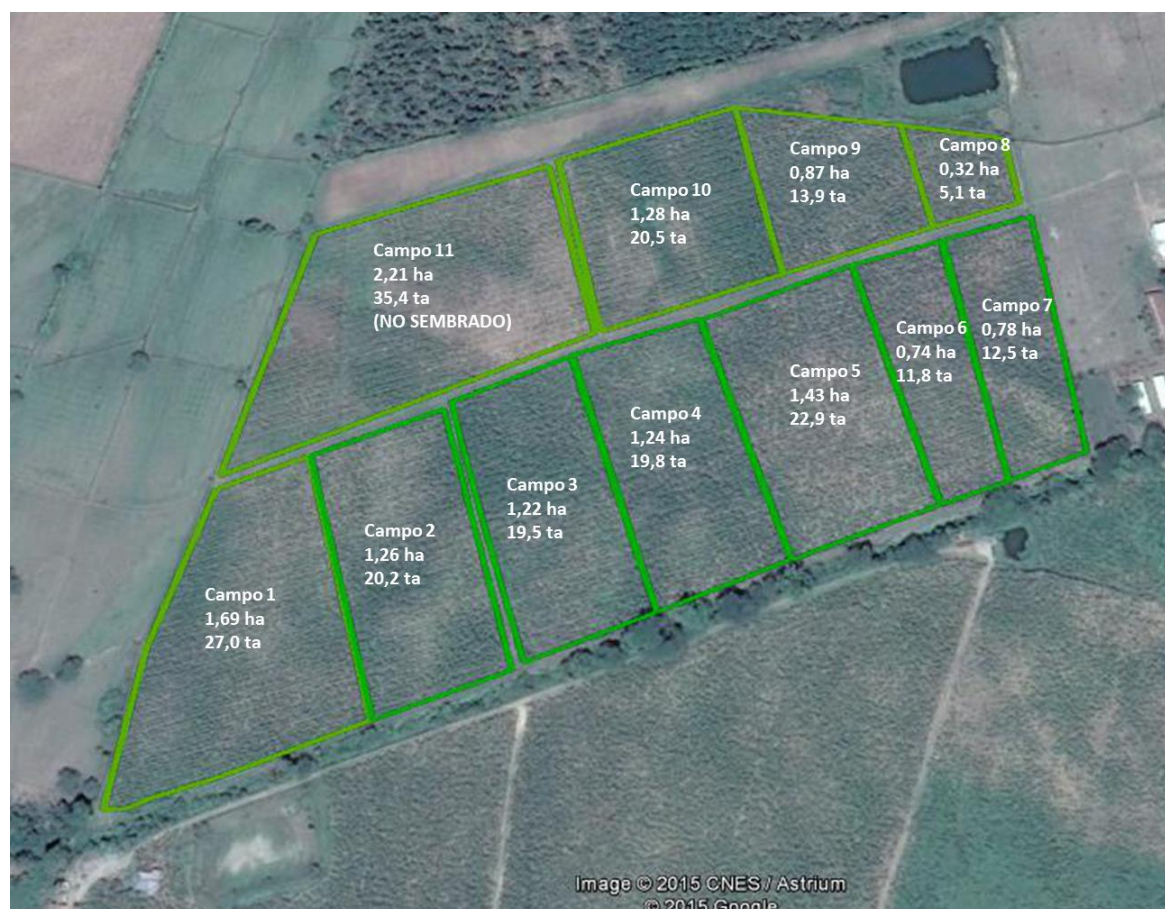 Campo 8
0,32 ha
5,1 ta
Campo 9
0,87 ha
13,9 ta
Campo 10
1,28 ha
20,5 ta
Campo 11
2,21 ha
35,4 ta
(NO SEMBRADO)
Campo 7
0,78 ha
12,5 ta
Campo 6
0,74 ha
11,8 ta
Campo 5
1,43 ha
22,9 ta
Campo 4
1,24 ha
19,8 ta
Campo 3
1,22 ha
19,5 ta
Campo 2
1,26 ha
20,2 ta
Campo 1
1,69 ha
27,0 ta
Image © 2015 CNES / Astrium
© 2015 Google